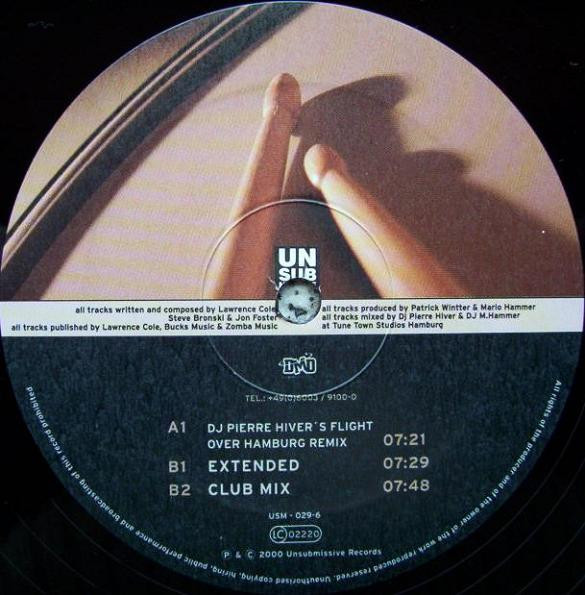 UN
SUB
all tracks written and composed by Lawrence Cole
Steve Bronski & Jon Foster
all tracks published by Lawrence Cole, Bucks Music & Zomba Music
all tracks produced by Patrick Wintter & Mario Hammer
all tracks mixed by Dj Pierre Hiver & DJ M.Hammer
at Tune Town Studios Hamburg
DMD
TEL.: +49(0)6003 / 9100-0
A1 DJ PIERRE HIVER´S FLIGHT
OVER HAMBURG REMIX 07:21
B1 EXTENDED 07:29
B2 CLUB MIX 07:48
USM - 029-6
LC 02220
P & C 2000 Unsubmissive Records
All rights of the producer and of the owner of the work reproduced reserved. Unauthorised copying, hiring, public performance and broadcasting of this record prohibited